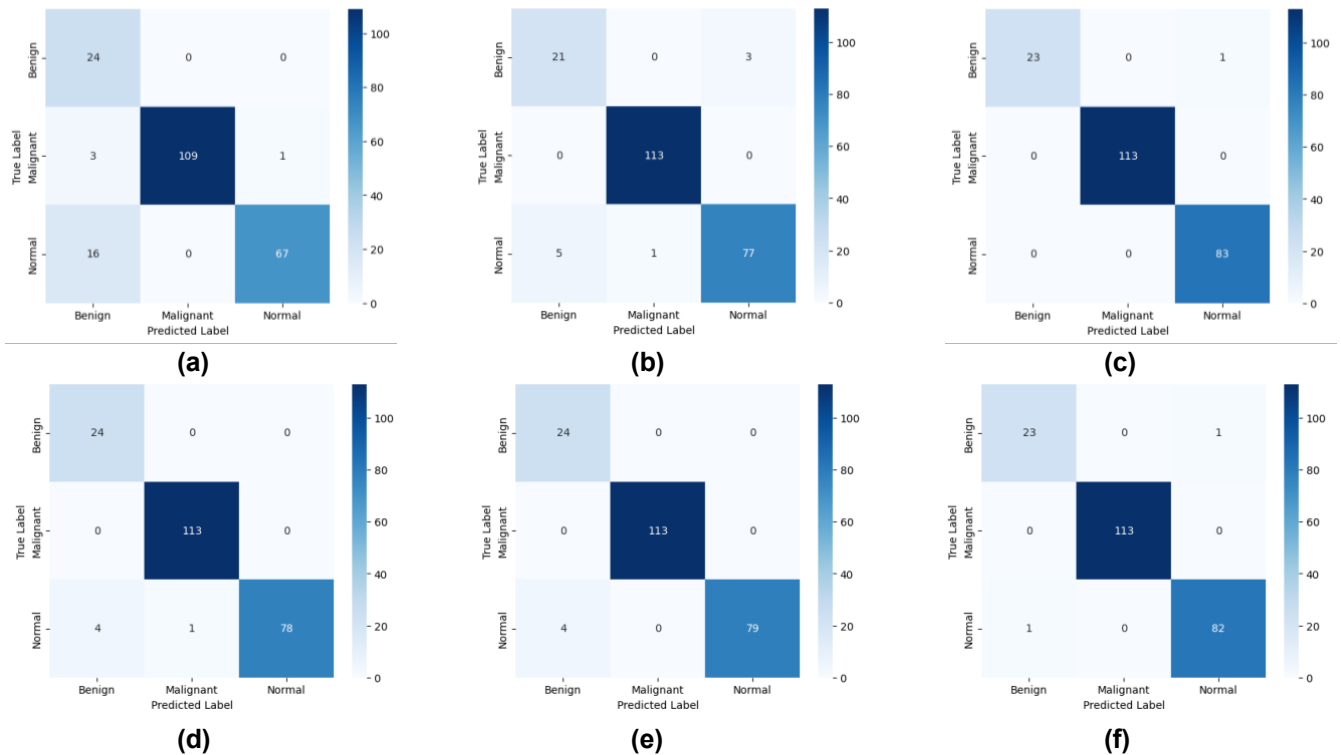 Benign 24 0 0
True Label
Malignant 3 109 1
Normal 16 0 67
Benign Malignant Normal
Predicted Label
100
80
60
40
20
0
(a)
Benign 21 0 3
True Label
Malignant 0 113 0
Normal 5 1 77
Benign Malignant Normal
Predicted Label
100
80
60
40
20
0
(b)
Benign 23 0 1
True Label
Malignant 0 113 0
Normal 0 0 83
Benign Malignant Normal
Predicted Label
100
80
60
40
20
0
(c)
Benign 24 0 0
True Label
Malignant 0 113 0
Normal 4 1 78
Benign Malignant Normal
Predicted Label
100
80
60
40
20
0
(d)
Benign 24 0 0
True Label
Malignant 0 113 0
Normal 4 0 79
Benign Malignant Normal
Predicted Label
100
80
60
40
20
0
(e)
Benign 23 0 1
True Label
Malignant 0 113 0
Normal 1 0 82
Benign Malignant Normal
Predicted Label
100
80
60
40
20
0
(f)